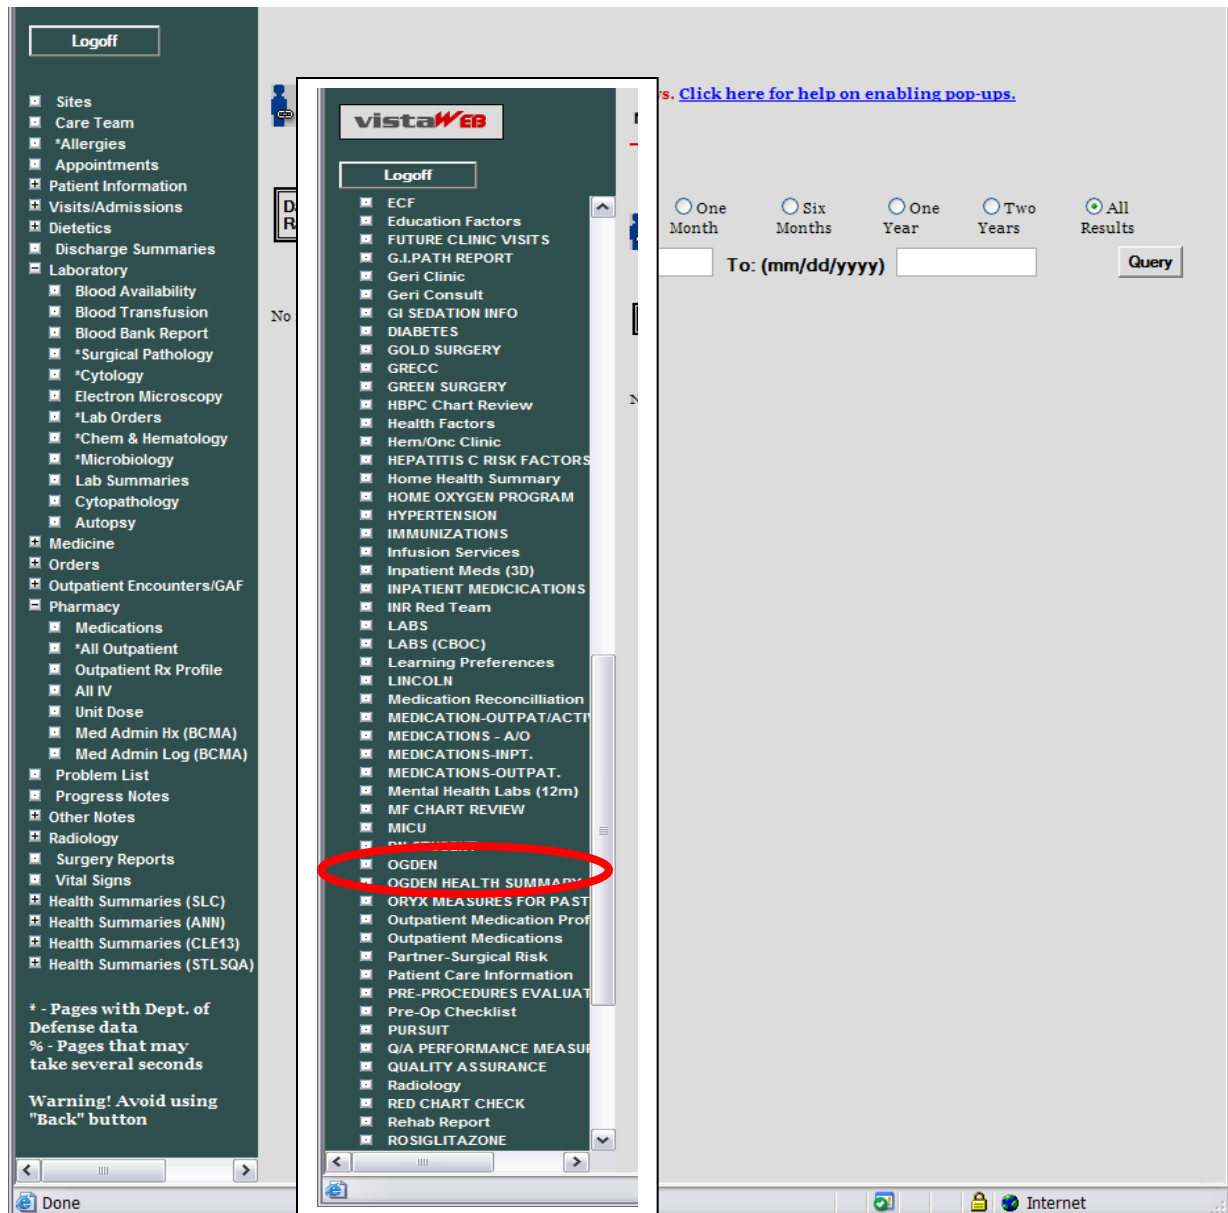 Logoff
Sites
Care Team
*Allergies
Appointments
Patient Information
Visits/Admissions
Dietetics
Discharge Summaries
Laboratory
Blood Availability
Blood Transfusion
Blood Bank Report
*Surgical Pathology
*Cytology
Electron Microscopy
*Lab Orders
*Chem & Hematology
*Microbiology
Lab Summaries
Cytopathology
Autopsy
Medicine
Orders
Outpatient Encounters/GAF
Pharmacy
Medications
*All Outpatient
Outpatient Rx Profile
All IV
Unit Dose
Med Admin Hx (BCMA)
Med Admin Log (BCMA)
Problem List
Progress Notes
Other Notes
Radiology
Surgery Reports
Vital Signs
Health Summaries (SLC)
Health Summaries (ANN)
Health Summaries (CLE13)
Health Summaries (STLSQA)
* - Pages with Dept. of
Defense data
% - Pages that may
take several seconds
Warning! Avoid using
"Back" button
Done
No
vistaWEB
Logoff
ECF
Education Factors
FUTURE CLINIC VISITS
G.I.PATH REPORT
Geri Clinic
Geri Consult
GI SEDATION INFO
DIABETES
GOLD SURGERY
GRECC
GREEN SURGERY
HBPC Chart Review
Health Factors
Hem/Onc Clinic
HEPATITIS C RISK FACTORS
Home Health Summary
HOME OXYGEN PROGRAM
HYPERTENSION
IMMUNIZATIONS
Infusion Services
Inpatient Meds (3D)
INPATIENT MEDICICATIONS
INR Red Team
LABS
LABS (CBOC)
Learning Preferences
LINCOLN
Medication Reconcilliation
MEDICATION-OUTPAT/ACTI
MEDICATIONS - A/O
MEDICATIONS-INPT.
MEDICATIONS-OUTPAT.
Mental Health Labs (12m)
MF CHART REVIEW
MICU
OGDEN
OGDEN HEALTH SUMMARY
ORYX MEASURES FOR PAST
Outpatient Medication Prof
Outpatient Medications
Partner-Surgical Risk
Patient Care Information
PRE-PROCEDURES EVALUAT
Pre-Op Checklist
PURSUIT
Q/A PERFORMANCE MEASU
QUALITY ASSURANCE
Radiology
RED CHART CHECK
Rehab Report
ROSIGLITAZONE
s. Click here for help on enabling pop-ups.
One Month
Six Months
One Year
Two Years
All Results
To: (mm/dd/yyyy)
Query
Internet